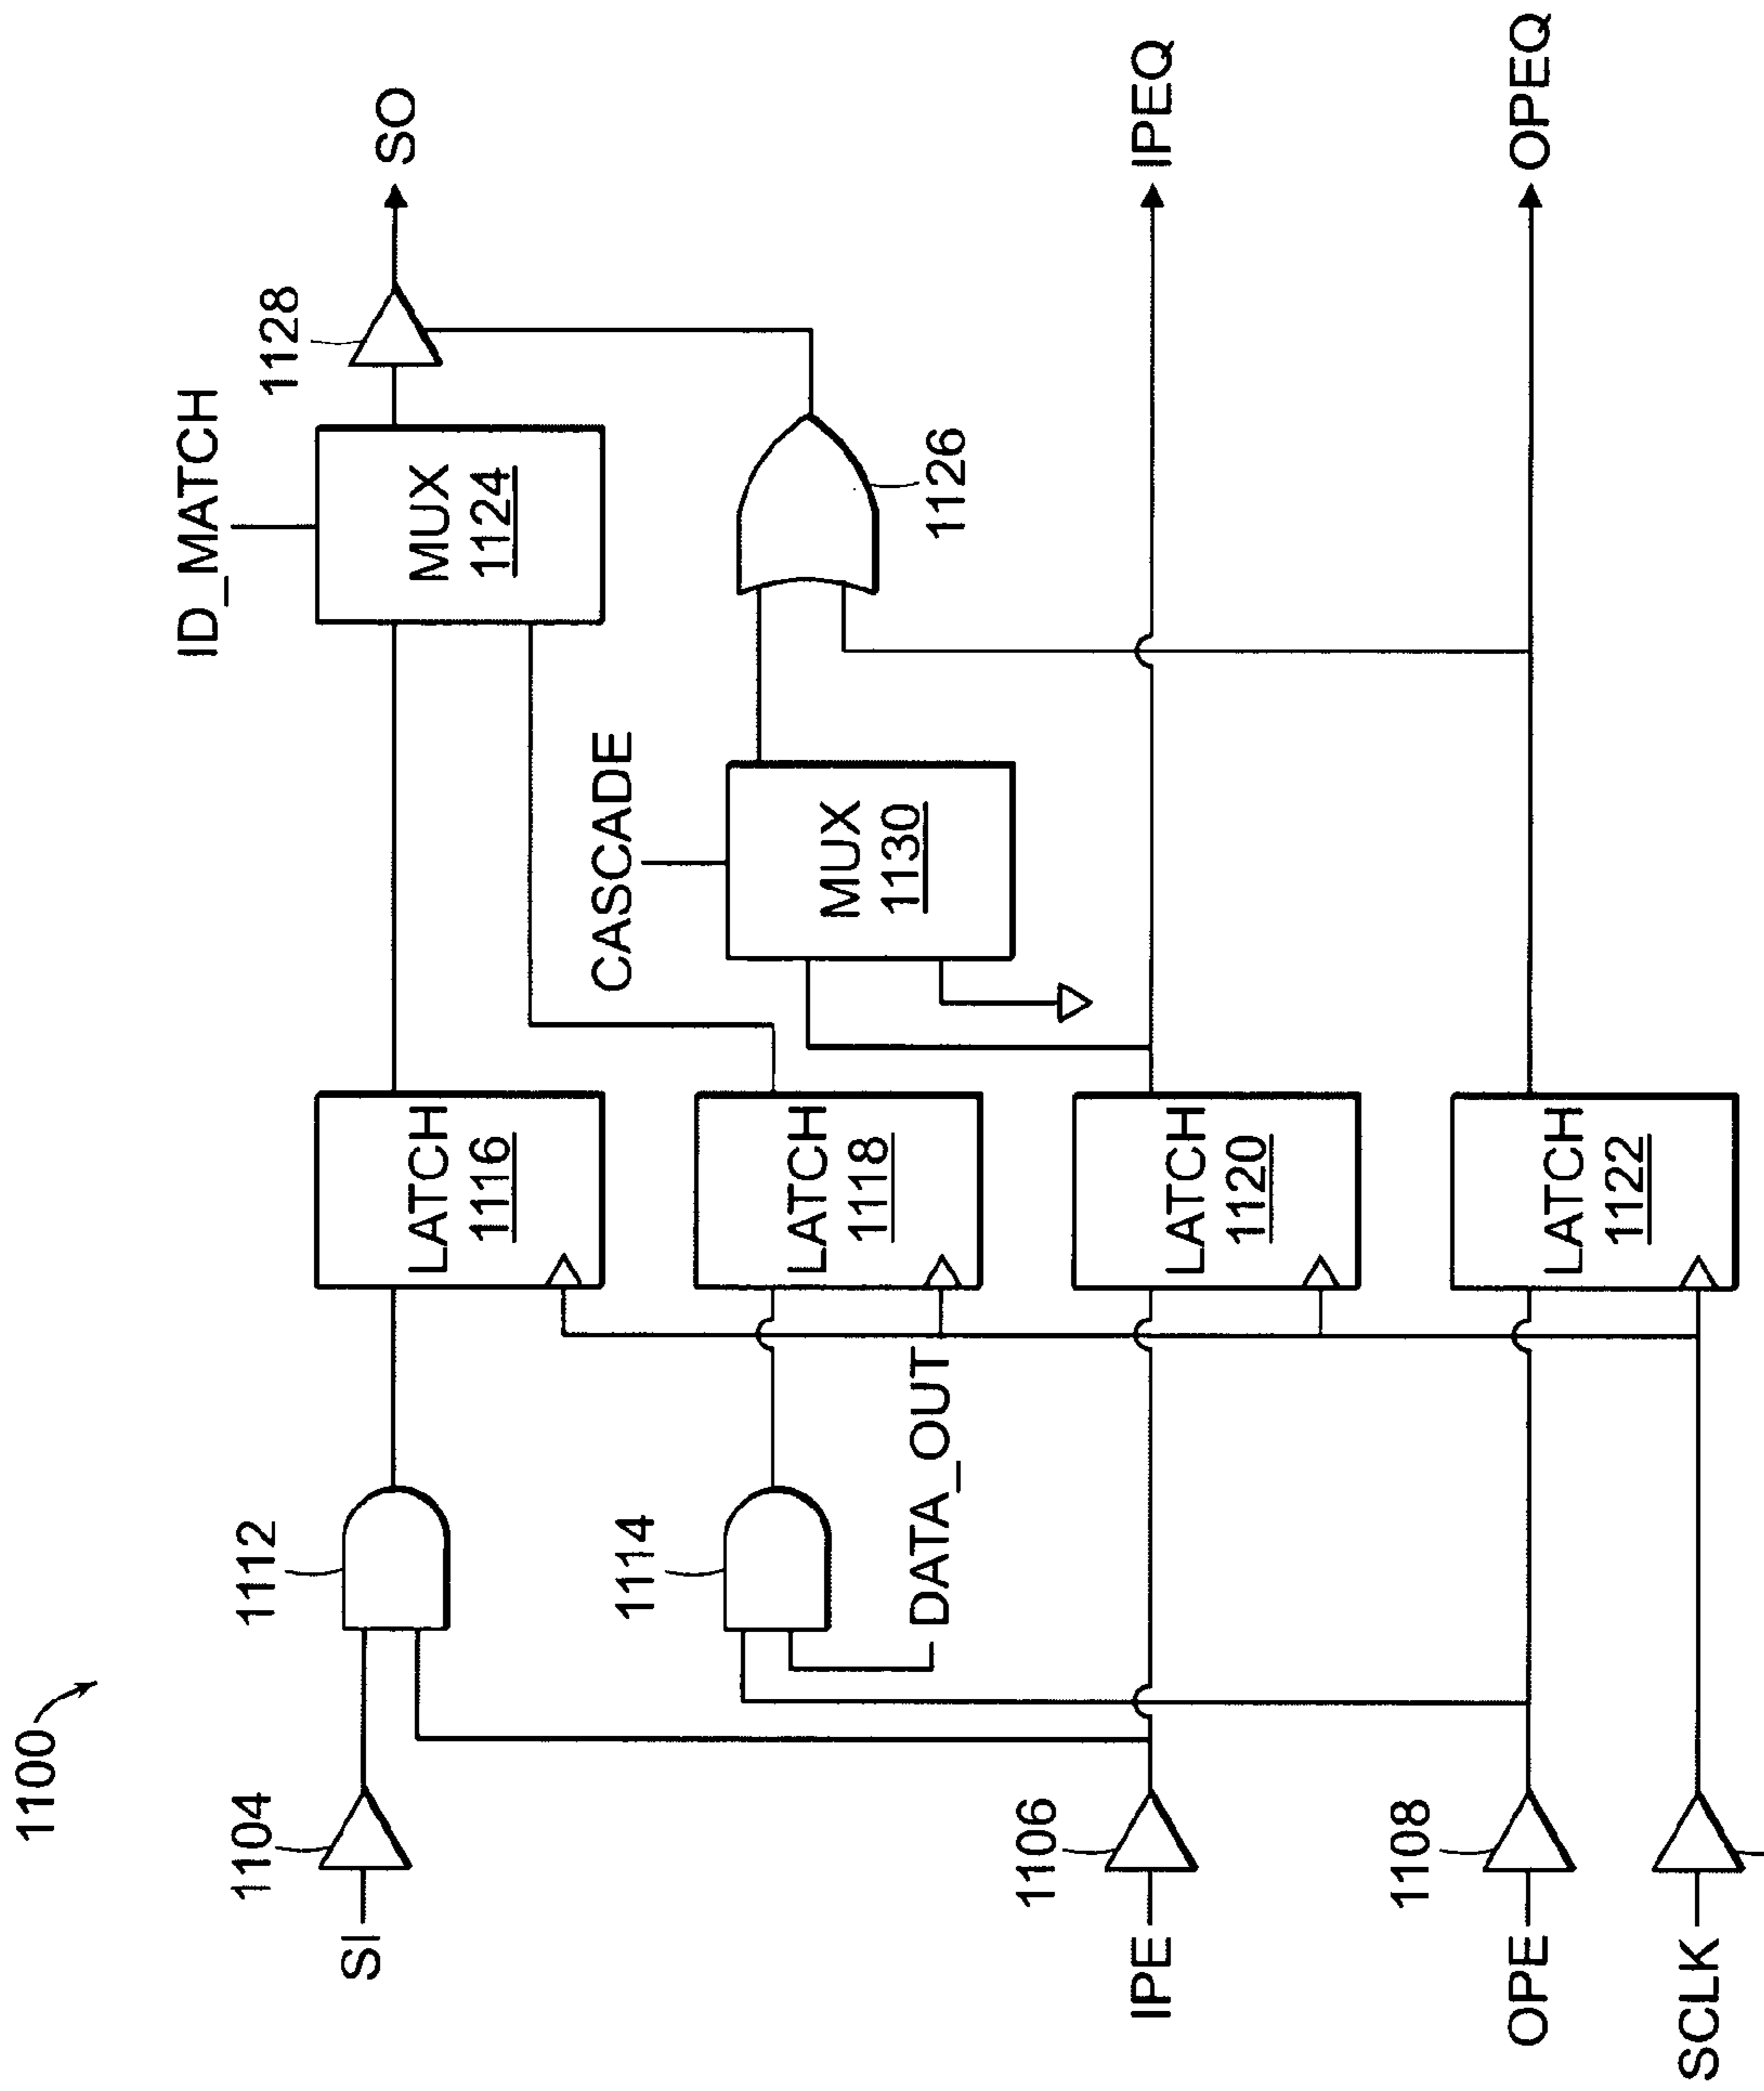 1100
SI
1104
1112
LATCH
1116
ID_MATCH
MUX
1124
1128
SO
1114
DATA_OUT
LATCH
1118
CASCADE
MUX
1130
1126
IPE
1106
LATCH
1120
IPEQ
OPE
1108
LATCH
1122
OPEQ
SCLK